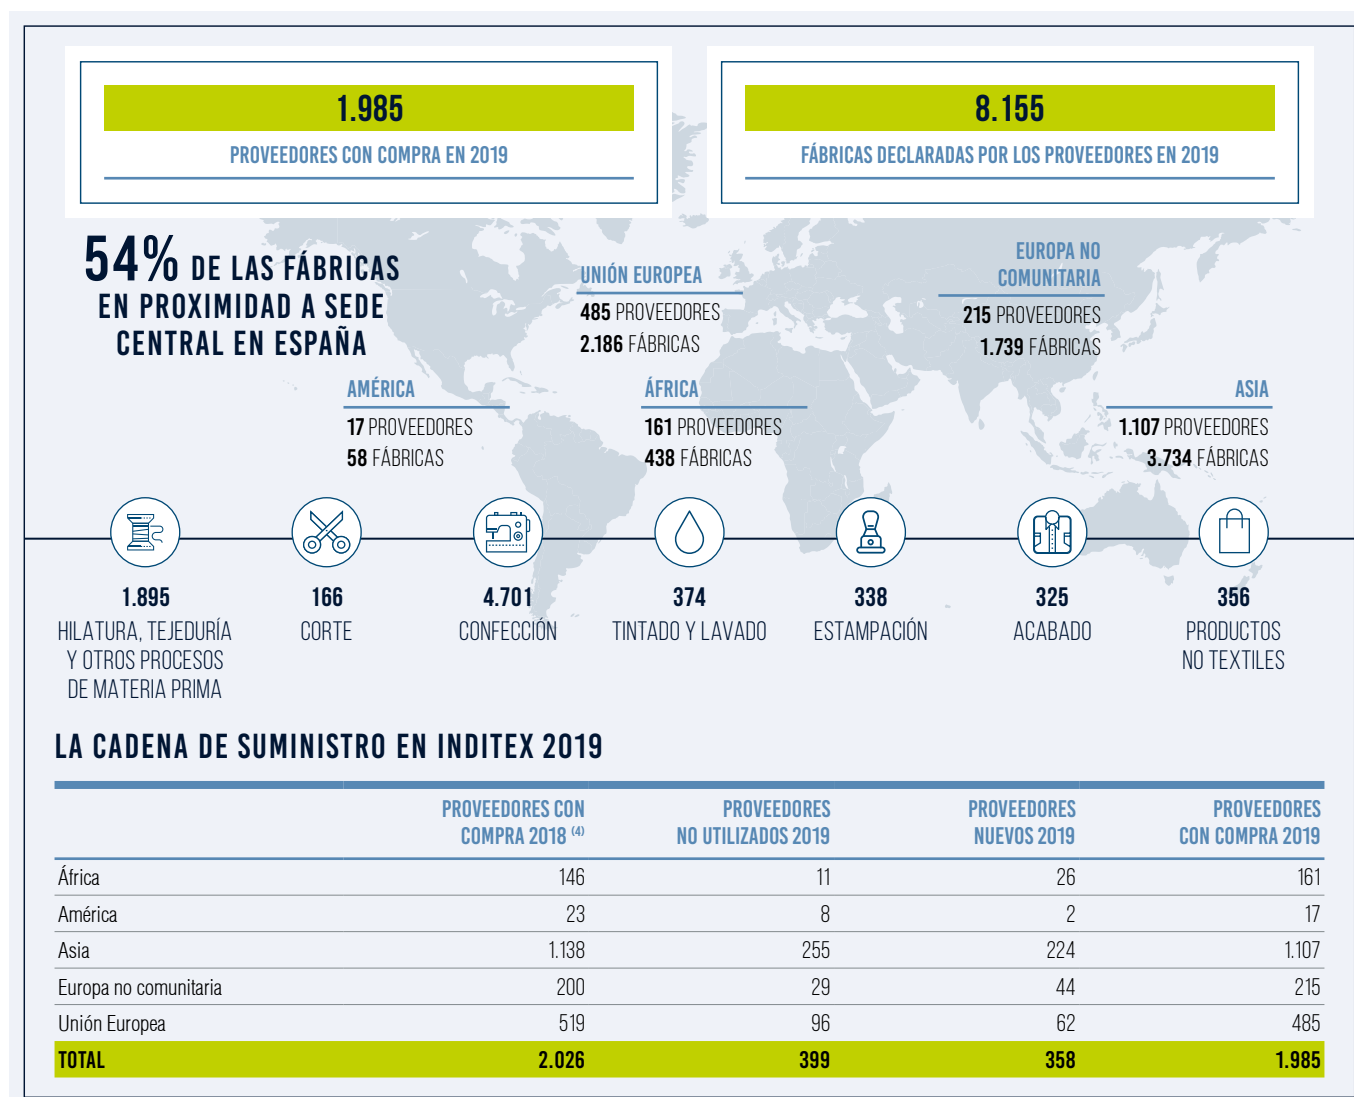 1.985
PROVEEDORES CON COMPRA EN 2019
8.155
FÁBRICAS DECLARADAS POR LOS PROVEEDORES EN 2019
54% DE LAS FÁBRICAS
EN PROXIMIDAD A SEDE
CENTRAL EN ESPAÑA
UNIÓN EUROPEA
485 PROVEEDORES
2.186 FÁBRICAS
EUROPA NO
COMUNITARIA
215 PROVEEDORES
1.739 FÁBRICAS
AMÉRICA
17 PROVEEDORES
58 FÁBRICAS
ÁFRICA
161 PROVEEDORES
438 FÁBRICAS
ASIA
1.107 PROVEEDORES
3.734 FÁBRICAS
1.895
HILATURA, TEJEDURÍA
Y OTROS PROCESOS
DE MATERIA PRIMA
166
CORTE
4.701
CONFECCIÓN
374
TINTADO Y LAVADO
338
ESTAMPACIÓN
325
ACABADO
356
PRODUCTOS
NO TEXTILES
LA CADENA DE SUMINISTRO EN INDITEX 2019
PROVEEDORES CON
COMPRA 2018 (4)
PROVEEDORES
NO UTILIZADOS 2019
PROVEEDORES
NUEVOS 2019
PROVEEDORES
CON COMPRA 2019
África 146 11 26 161
América 23 8 2 17
Asia 1.138 255 224 1.107
Europa no comunitaria 200 29 44 215
Unión Europea 519 96 62 485
TOTAL 2.026 399 358 1.985